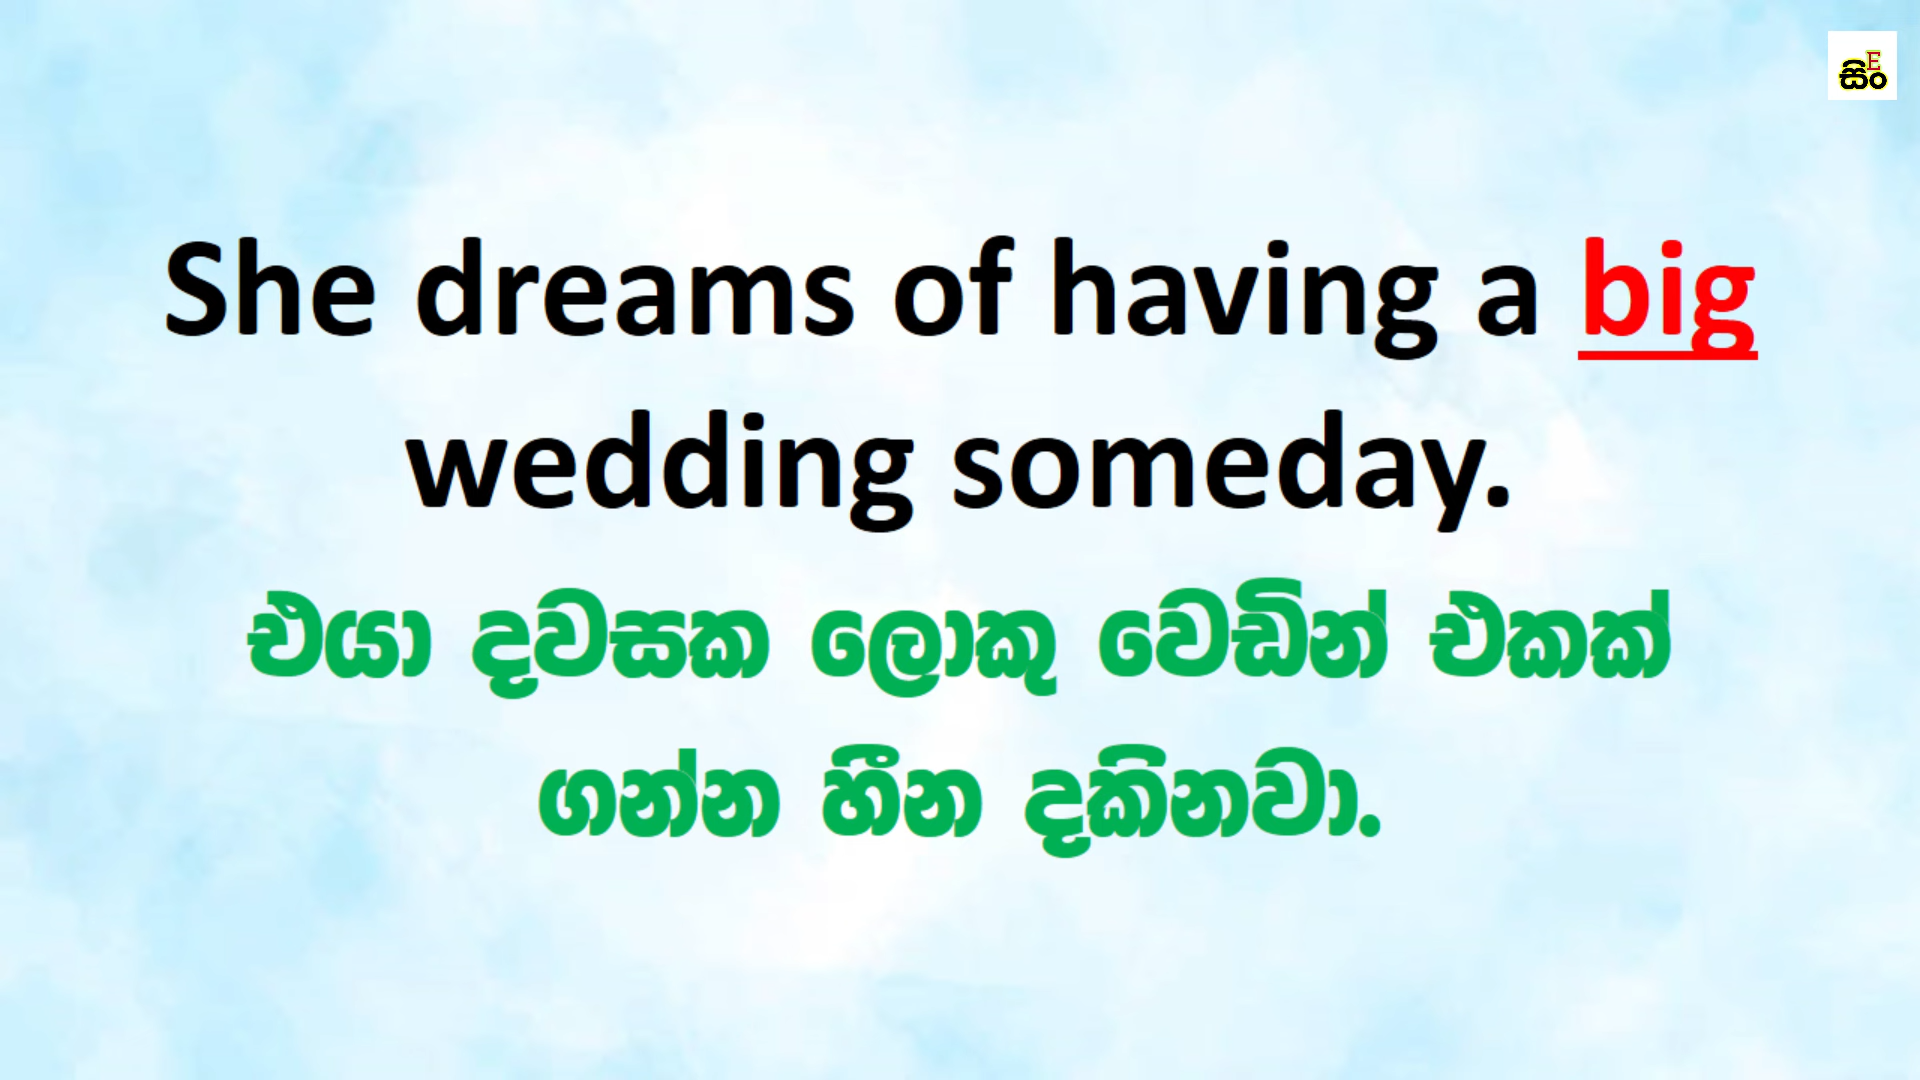 සිං E
She dreams of having a big
wedding someday.
එයා දවසක ලොකු වෙඩින් එකක්
ගන්න හීන දකිනවා.